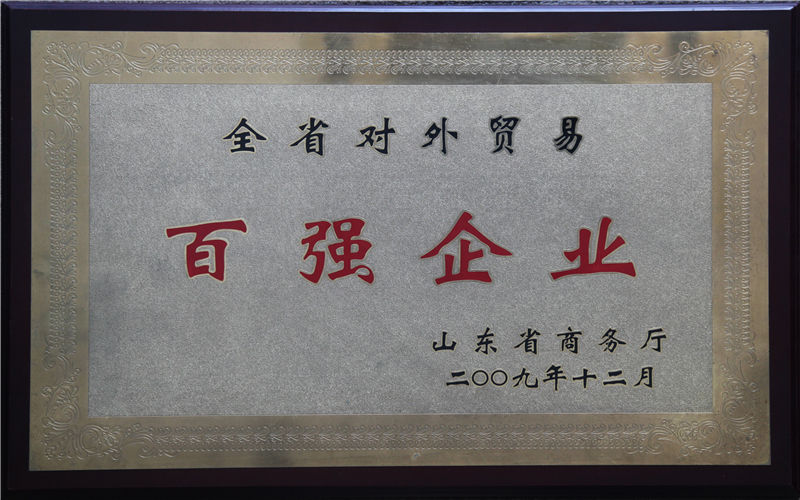 全省对外贸易
百强企业
山东省商务厅
二〇〇九年十二月